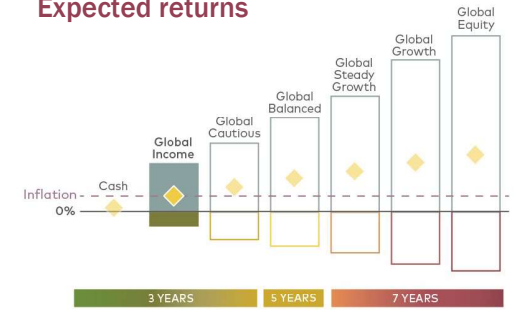 Expected returns
Global
Equity
Global
Growth
Global
Steady
Growth
Global
Balanced
Global
Cautious
Global
Income
Cash
Inflation
0%
3 YEARS
5 YEARS
7 YEARS